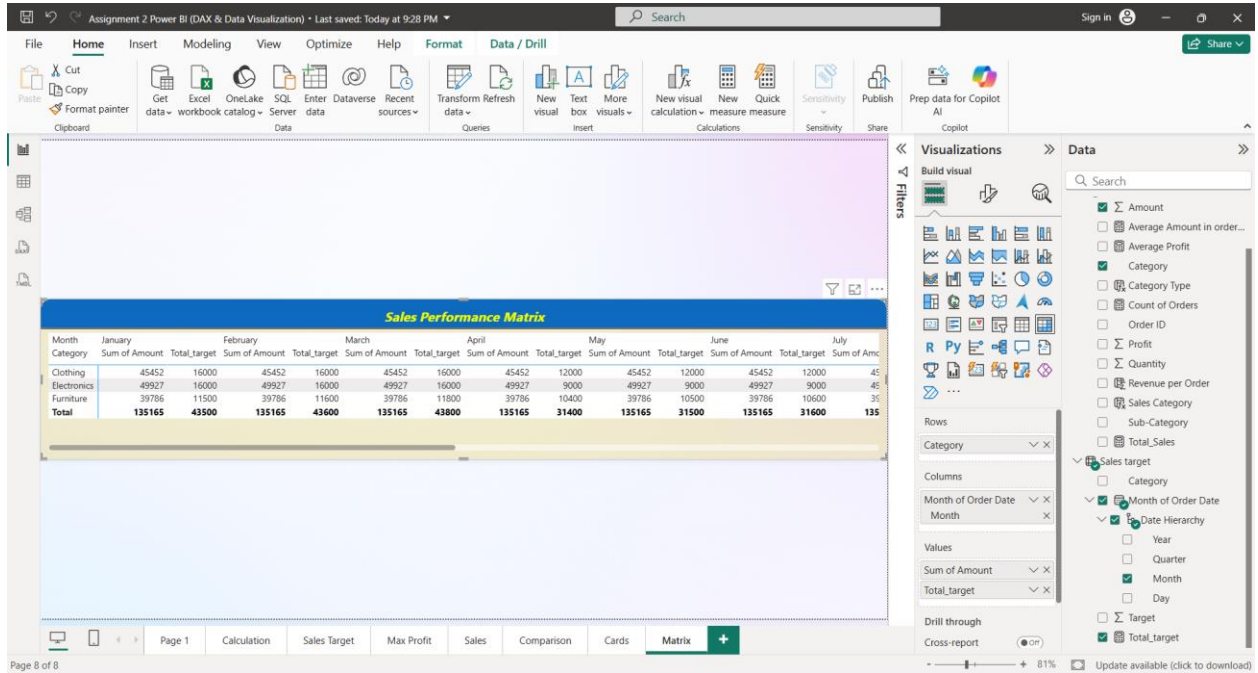 Assignment 2 Power BI (DAX & Data Visualization) • Last saved: Today at 9:28 PM
Search
Sign in
File Home Insert Modeling View Optimize Help Format Data / Drill
Share
Paste
Cut
Copy
Format painter
Get data
Excel workbook
OneLake catalog
SQL Server
Enter data
Dataverse
Recent sources
Transform data
Refresh
New visual
Text box
More visuals
New visual calculation
New measure
Quick measure
Sensitivity
Publish
Prep data for Copilot AI
Clipboard Data Queries Insert Calculations Sensitivity Share Copilot
Sales Performance Matrix
Month January February March April May June July
Category Sum of Amount Total_target Sum of Amount Total_target Sum of Amount Total_target Sum of Amount Total_target Sum of Amount Total_target Sum of Amount Total_target Sum of Amc
Clothing 45452 16000 45452 16000 45452 16000 45452 12000 45452 12000 45452 12000 45
Electronics 49927 16000 49927 16000 49927 16000 49927 9000 49927 9000 49927 9000 49
Furniture 39786 11500 39786 11600 39786 11800 39786 10400 39786 10500 39786 10600 39
Total 135165 43500 135165 43600 135165 43800 135165 31400 135165 31500 135165 31600 135
Filters
Visualizations
Build visual
R Py
Rows
Category
Columns
Month of Order Date
Month
Values
Sum of Amount
Total_target
Drill through
Cross-report
Off
Data
Search
Amount
Average Amount in order...
Average Profit
Category
Category Type
Count of Orders
Order ID
Profit
Quantity
Revenue per Order
Sales Category
Sub-Category
Total_Sales
Sales target
Category
Month of Order Date
Date Hierarchy
Year
Quarter
Month
Day
Target
Total_target
Page 1 Calculation Sales Target Max Profit Sales Comparison Cards Matrix
Page 8 of 8
81%
Update available (click to download)